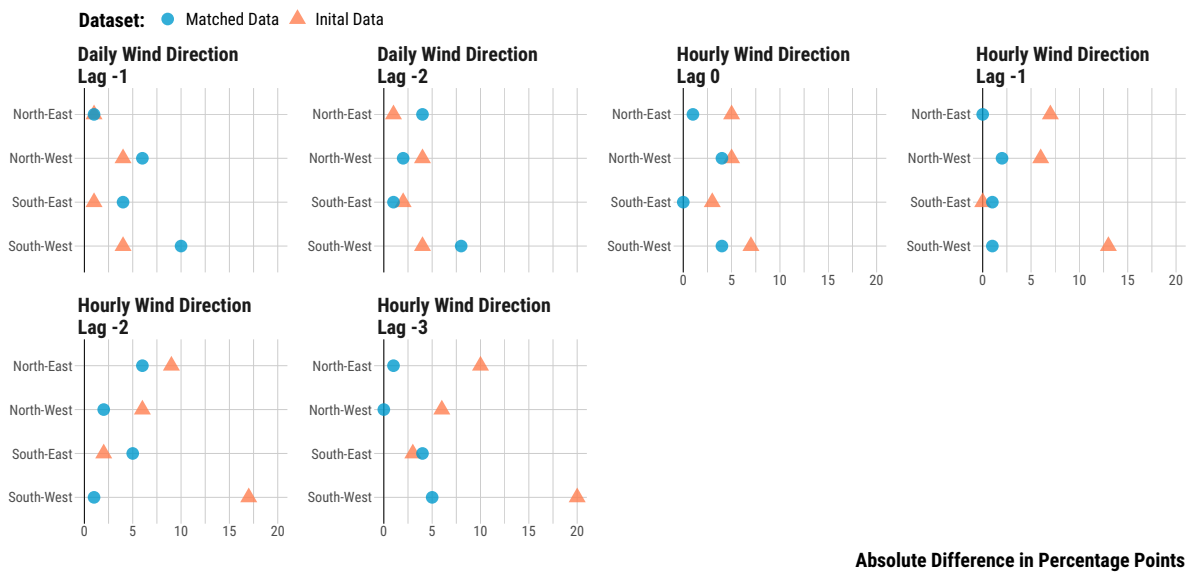 Dataset: Matched Data Inital Data
Daily Wind Direction
Lag -1
North-East
North-West
South-East
South-West
Daily Wind Direction
Lag -2
North-East
North-West
South-East
South-West
Hourly Wind Direction
Lag 0
North-East
North-West
South-East
South-West
0 5 10 15 20
Hourly Wind Direction
Lag -1
North-East
North-West
South-East
South-West
0 5 10 15 20
Hourly Wind Direction
Lag -2
North-East
North-West
South-East
South-West
0 5 10 15 20
Hourly Wind Direction
Lag -3
North-East
North-West
South-East
South-West
0 5 10 15 20
Absolute Difference in Percentage Points